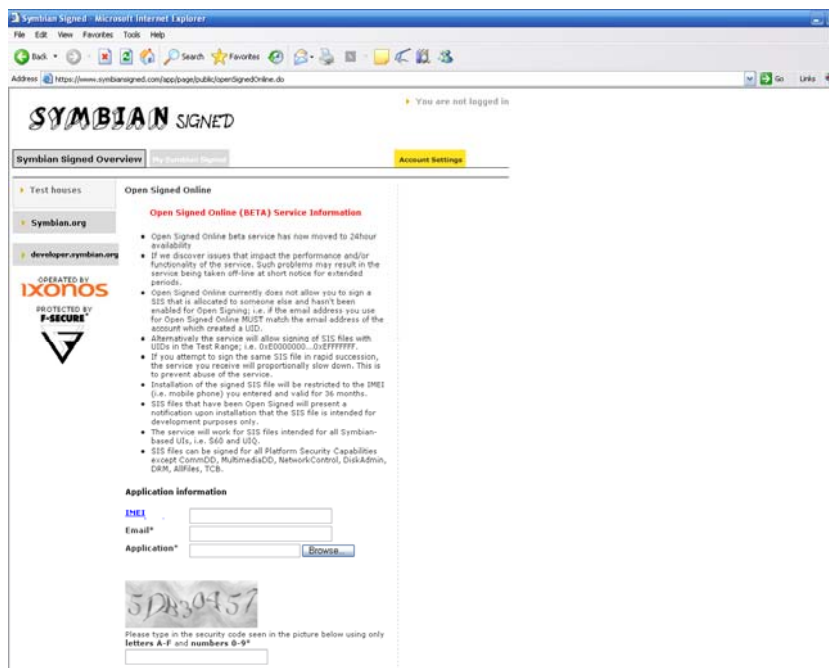 Symbian Signed - Microsoft Internet Explorer
File Edit View Favorites Tools Help
Back Search Favorites
Address https://www.symbiansigned.com/app/page/public/openSignedOnline.do Go Links
You are not logged in
SYMBIAN SIGNED
Symbian Signed Overview My Symbian Signed Account Settings
Test houses
Symbian.org
developer.symbian.org
OPERATED BY
IXONOS
PROTECTED BY
F-SECURE
Open Signed Online
Open Signed Online (BETA) Service Information
Open Signed Online beta service has now moved to 24hour
availability
If we discover issues that impact the performance and/or
functionality of the service. Such problems may result in the
service being taken off-line at short notice for extended
periods.
Open Signed Online currently does not allow you to sign a
SIS that is allocated to someone else and hasn't been
enabled for Open Signing; i.e. if the email address you use
for Open Signed Online MUST match the email address of the
account which created a UID.
Alternatively the service will allow signing of SIS files with
UIDs in the Test Range; i.e. 0xE0000000...0xEFFFFFFF.
If you attempt to sign the same SIS file in rapid succession,
the service you receive will proportionally slow down. This is
to prevent abuse of the service.
Installation of the signed SIS file will be restricted to the IMEI
(i.e. mobile phone) you entered and valid for 36 months.
SIS files that have been Open Signed will present a
notification upon installation that the SIS file is intended for
development purposes only.
The service will work for SIS files intended for all Symbian-
based UIs, i.e. S60 and UIQ.
SIS files can be signed for all Platform Security Capabilities
except CommDD, MultimediaDD, NetworkControl, DiskAdmin,
DRM, AllFiles, TCB.
Application information
IMEI
Email*
Application* Browse...
Please type in the security code seen in the picture below using only
letters A-F and numbers 0-9*